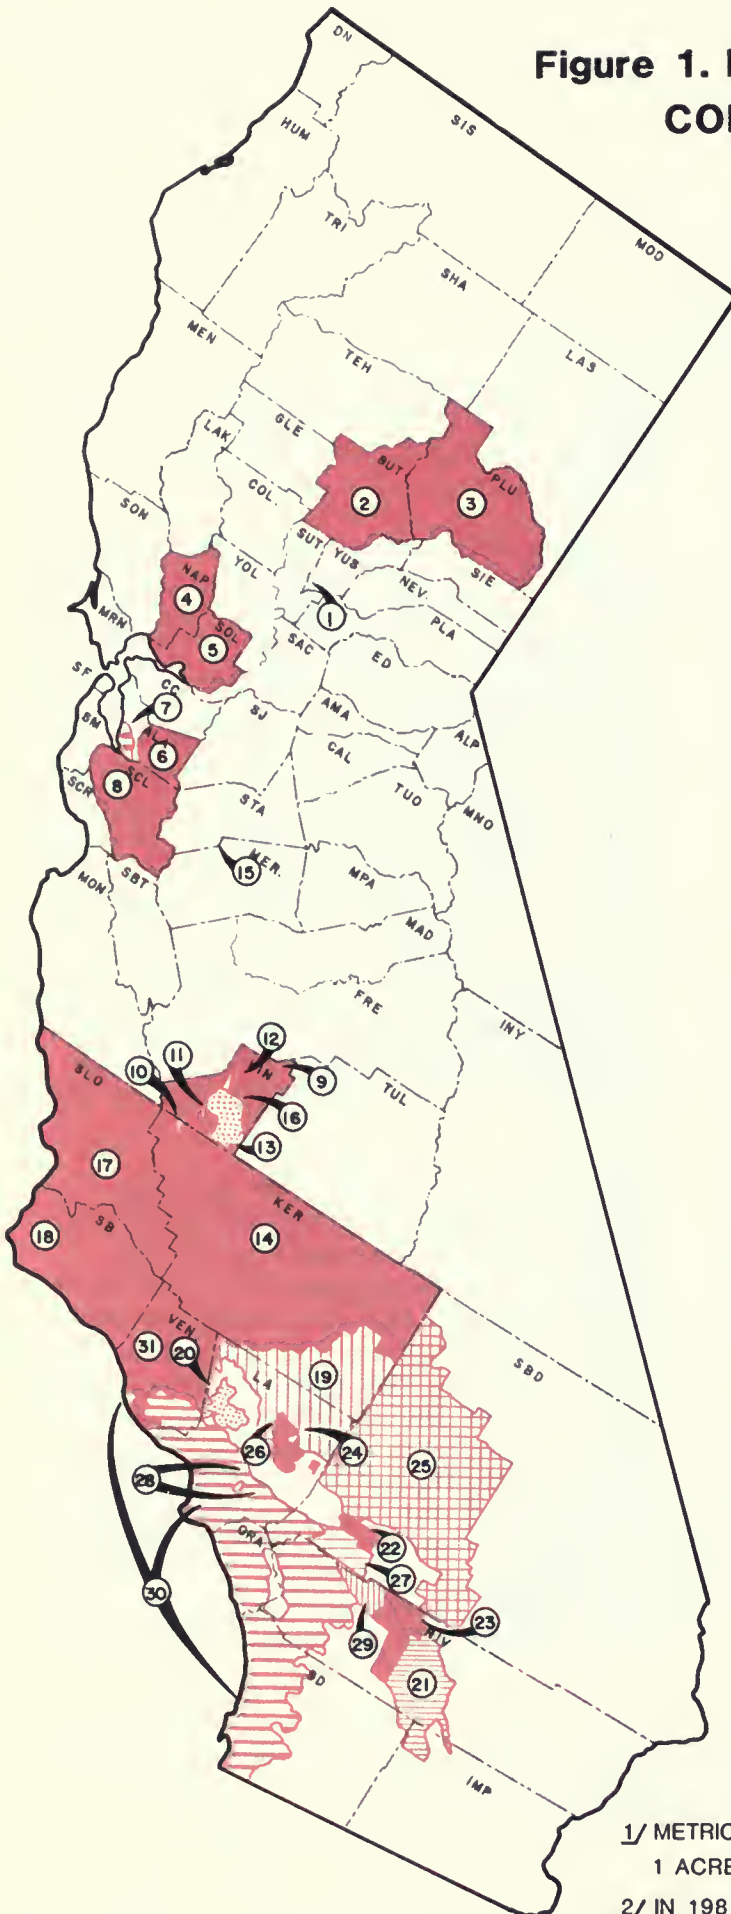 Figure 1.
DN
SIS
HUM
MOD
TRI
SHA
MEN
TEH
LAS
GLE
LAK
BUT
PLU
COL.
2
3
SON
SUT
YUB
SIE
NAP
YOL
NEV.
4
1
MRN
SOL
PLA
5
SAC
ED
SF
CC
7
AMA
SM
ALA
SJ
ALP
6
CAL
SCL
8
SCR
TUO
MNO
STA
MER.
15
MPA
SBT
MON
MAD
FRE
INY
12
11
KIN
9
10
TUL
SLO
16
13
17
KER
SB
18
14
VEN
31
20
LA
19
SBD
26
24
25
28
ORA
22
27
30
23
RIV
29
SD
21
IMP
1/ METRIC
1 ACRE
2/ IN 198